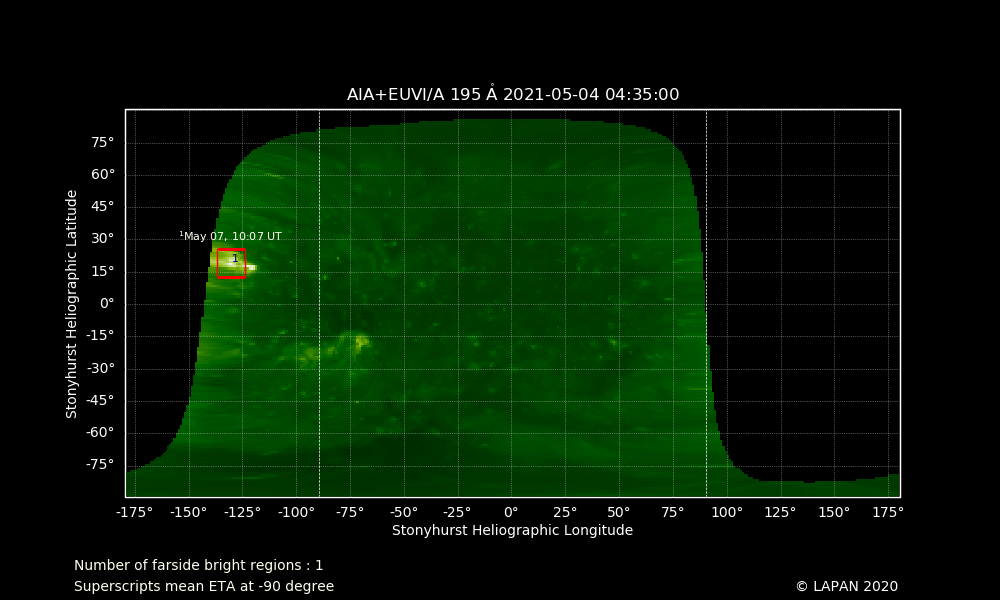 AIA+EUVI/A 195 Å 2021-05-04 04:35:00
75°
60°
45°
30°
15°
0°
-15°
-30°
-45°
-60°
-75°
Stonyhurst Heliographic Latitude
¹May 07, 10:07 UT
1
-175° -150° -125° -100° -75° -50° -25° 0° 25° 50° 75° 100° 125° 150° 175°
Stonyhurst Heliographic Longitude
Number of farside bright regions : 1
Superscripts mean ETA at -90 degree
© LAPAN 2020